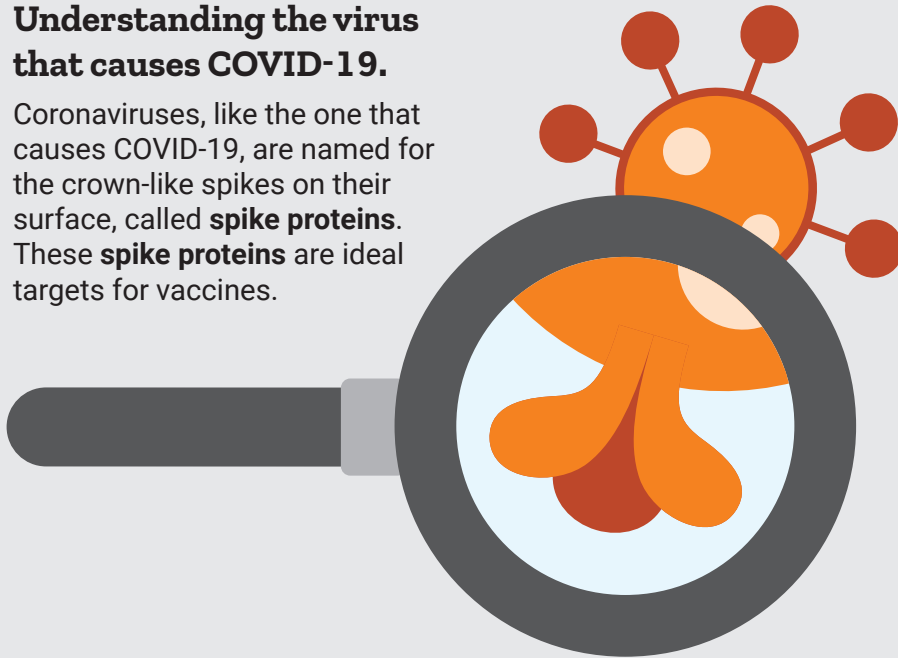 Understanding the virus
that causes COVID-19.
Coronaviruses, like the one that
causes COVID-19, are named for
the crown-like spikes on their
surface, called spike proteins.
These spike proteins are ideal
targets for vaccines.